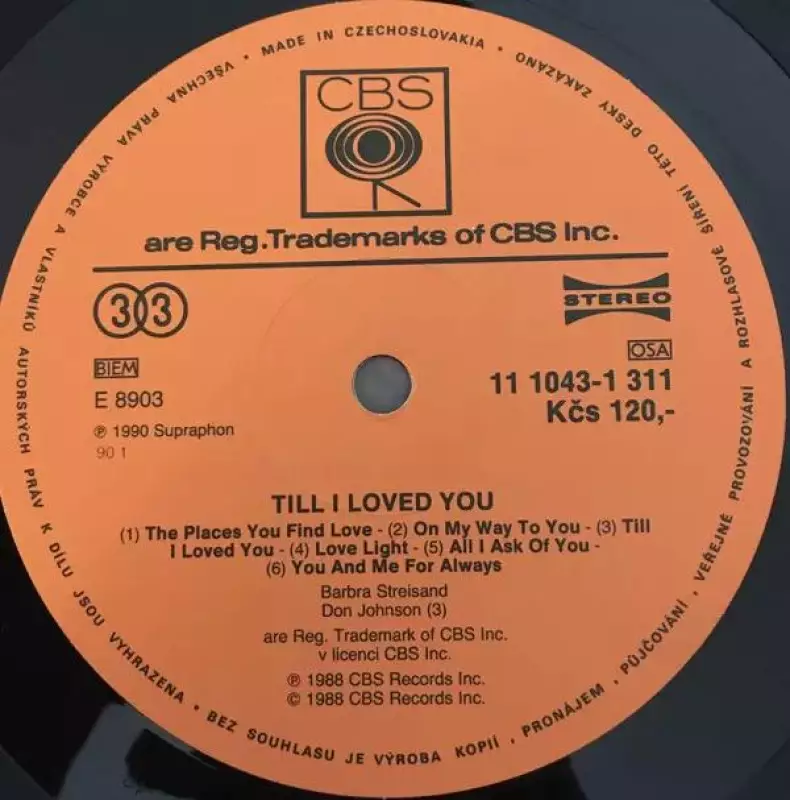 VŠECHNA PRÁVA VÝROBCE A VLASTNÍKŮ AUTORSKÝCH PRÁV K DÍLU JSOU VYHRAZENA • BEZ SOUHLASU JE VÝROBA KOPIÍ, PRONÁJEM, PŮJČOVÁNÍ, VEŘEJNÉ PROVOZOVÁNÍ A ROZHLASOVÉ ŠÍŘENÍ TÉTO DESKY ZAKÁZÁNO • MADE IN CZECHOSLOVAKIA •
CBS
are Reg.Trademarks of CBS Inc.
33
STEREO
BIEM
OSA
E 8903
11 1043-1 311
Kčs 120,-
℗ 1990 Supraphon
90 1
TILL I LOVED YOU
(1) The Places You Find Love - (2) On My Way To You - (3) Till
I Loved You - (4) Love Light - (5) All I Ask Of You -
(6) You And Me For Always
Barbra Streisand
Don Johnson (3)
are Reg. Trademark of CBS Inc.
v licenci CBS Inc.
℗ 1988 CBS Records Inc.
© 1988 CBS Records Inc.